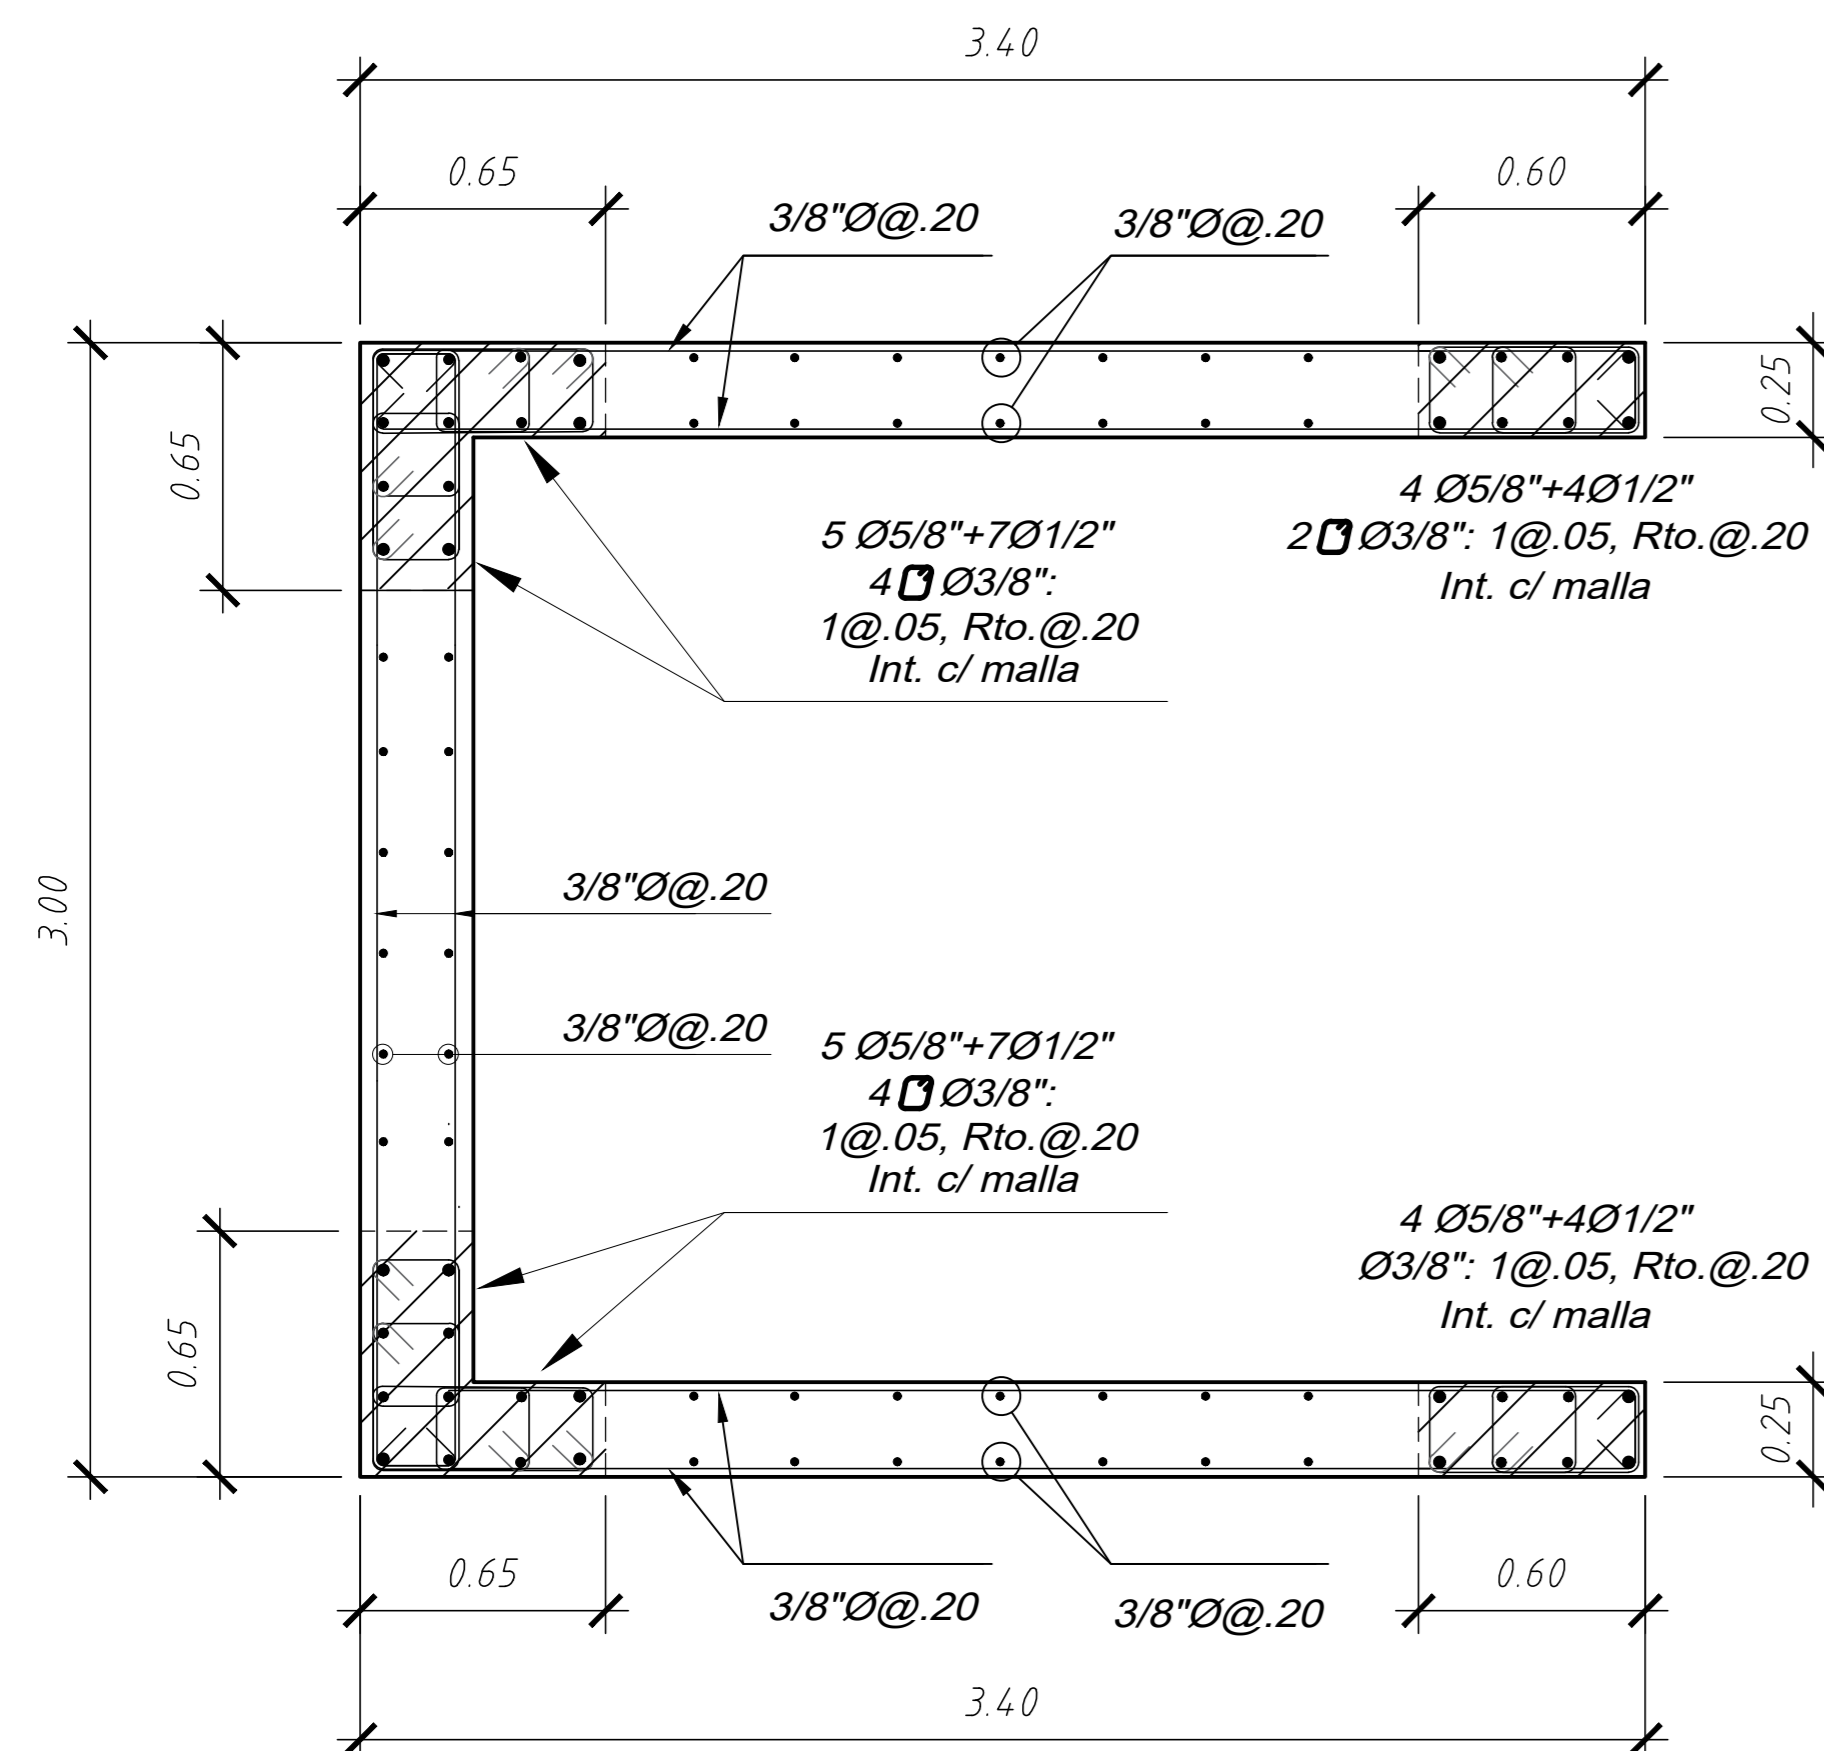 3.40
0.65
0.60
3/8"Ø@.20
3/8"Ø@.20
0.25
0.65
4 Ø5/8"+4Ø1/2"
2 Ø3/8": 1@.05, Rto.@.20
Int. c/ malla
5 Ø5/8"+7Ø1/2"
4 Ø3/8":
1@.05, Rto.@.20
Int. c/ malla
3.00
3/8"Ø@.20
3/8"Ø@.20
5 Ø5/8"+7Ø1/2"
4 Ø3/8":
1@.05, Rto.@.20
Int. c/ malla
4 Ø5/8"+4Ø1/2"
Ø3/8": 1@.05, Rto.@.20
Int. c/ malla
0.65
0.25
0.65
0.60
3/8"Ø@.20
3/8"Ø@.20
3.40